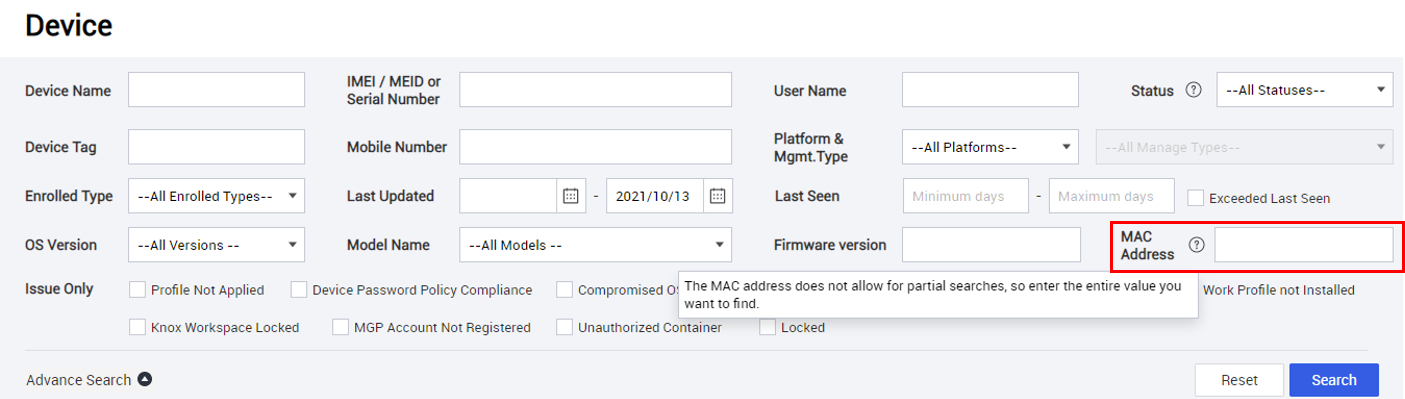 Device
Device Name
IMEI / MEID or
Serial Number
User Name
Status ? --All Statuses--
Device Tag
Mobile Number
Platform &
Mgmt.Type
--All Platforms-- --All Manage Types--
Enrolled Type --All Enrolled Types-- Last Updated - 2021/10/13 Last Seen Minimum days - Maximum days Exceeded Last Seen
OS Version --All Versions -- Model Name --All Models -- Firmware version
MAC
Address ?
Issue Only Profile Not Applied Device Password Policy Compliance Compromised O Work Profile not Installed
The MAC address does not allow for partial searches, so enter the entire value you
want to find.
Knox Workspace Locked MGP Account Not Registered Unauthorized Container Locked
Advance Search Reset Search